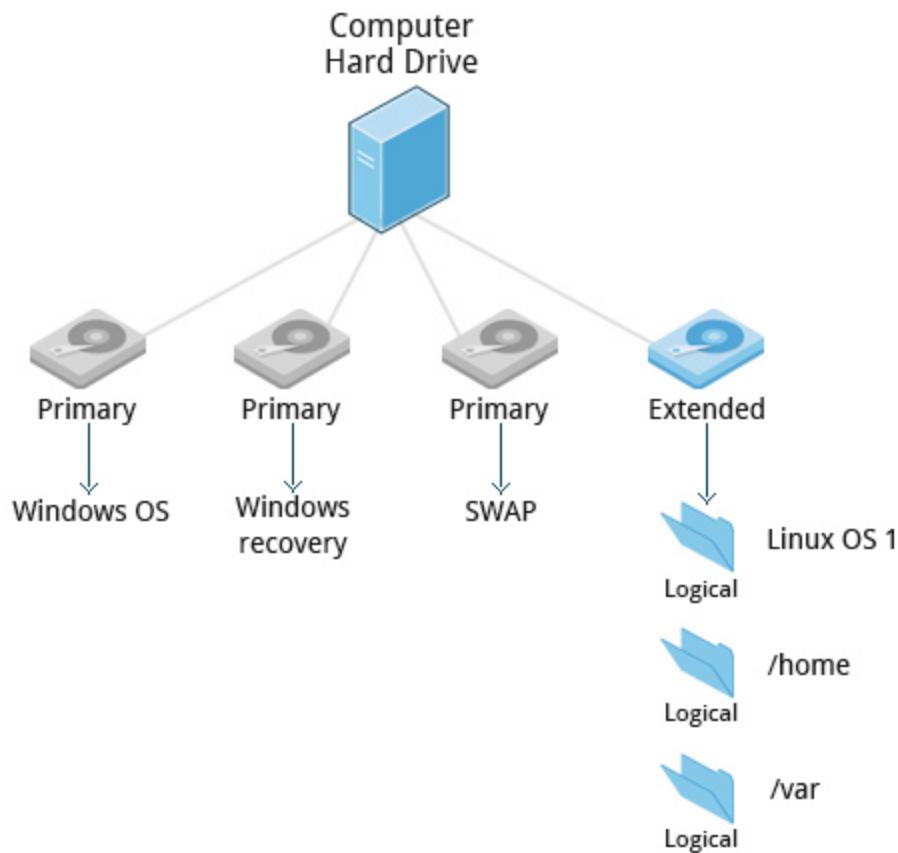 Computer
Hard Drive
Primary
Primary
Primary
Extended
Windows OS
Windows
recovery
SWAP
Linux OS 1
Logical
/home
Logical
/var
Logical